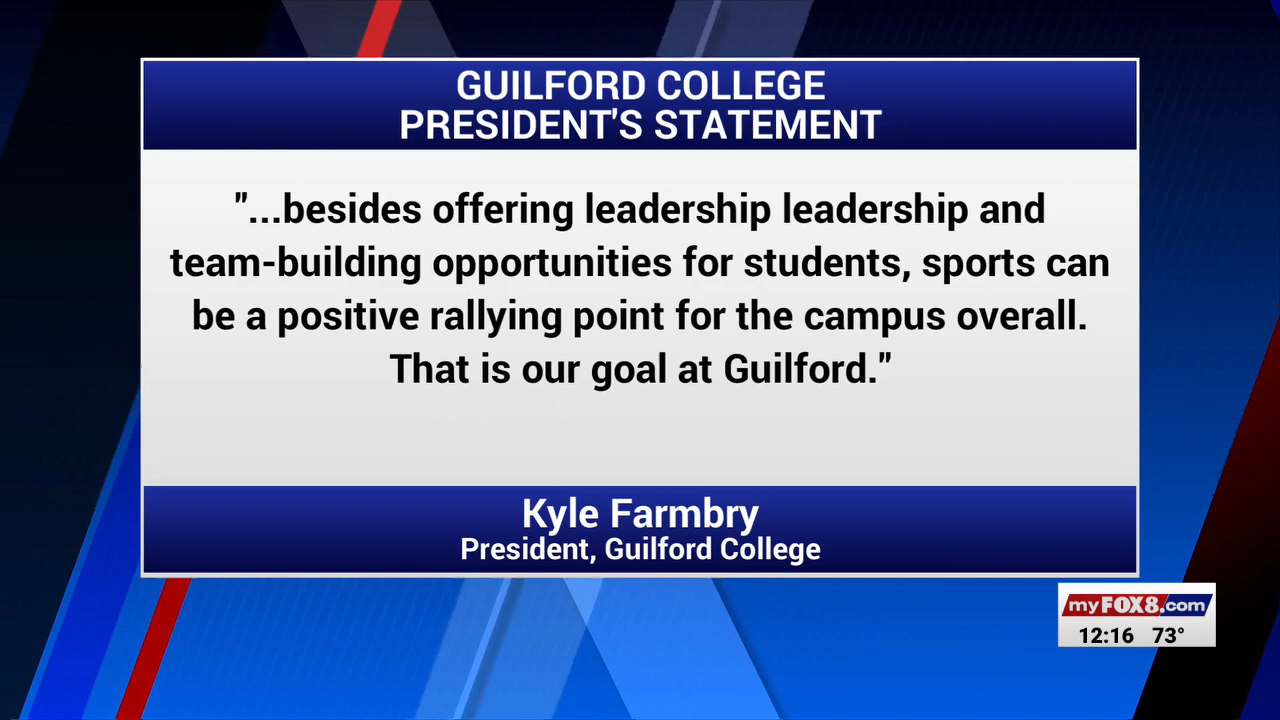 GUILFORD COLLEGE
PRESIDENT'S STATEMENT
"...besides offering leadership leadership and
team-building opportunities for students, sports can
be a positive rallying point for the campus overall.
That is our goal at Guilford."
Kyle Farmbry
President, Guilford College
myFOX8.com
12:16 73°